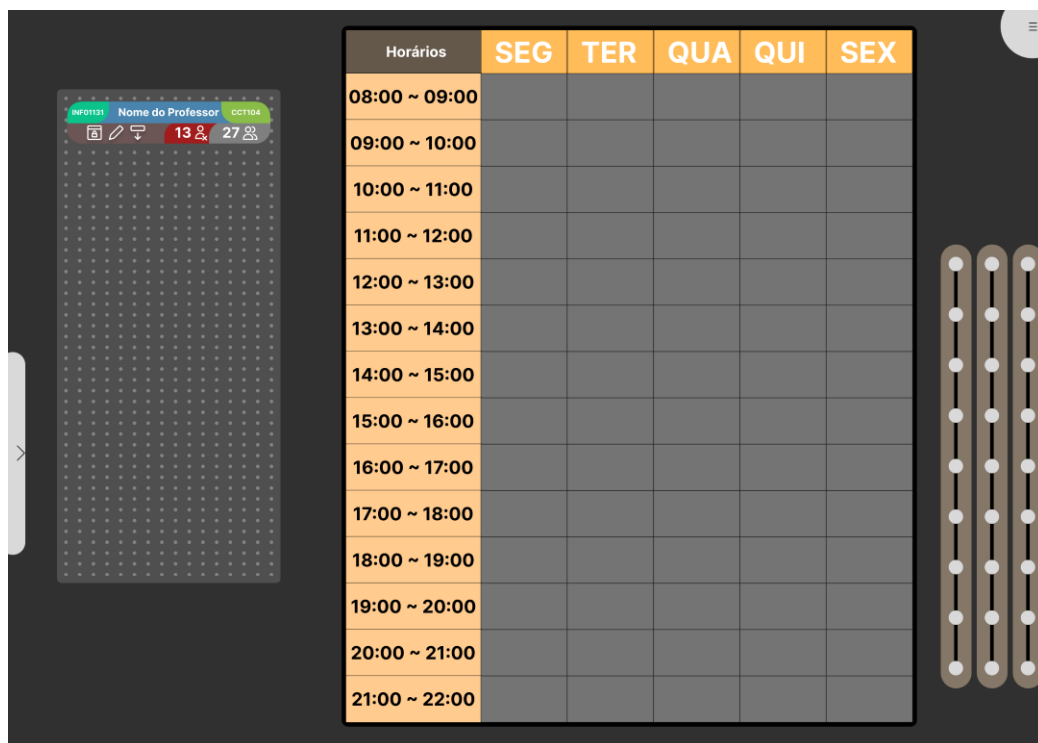 Horários SEG TER QUA QUI SEX
INF01131 Nome do Professor CCT104
13 27
08:00 ~ 09:00
09:00 ~ 10:00
10:00 ~ 11:00
11:00 ~ 12:00
12:00 ~ 13:00
13:00 ~ 14:00
14:00 ~ 15:00
15:00 ~ 16:00
16:00 ~ 17:00
17:00 ~ 18:00
18:00 ~ 19:00
19:00 ~ 20:00
20:00 ~ 21:00
21:00 ~ 22:00